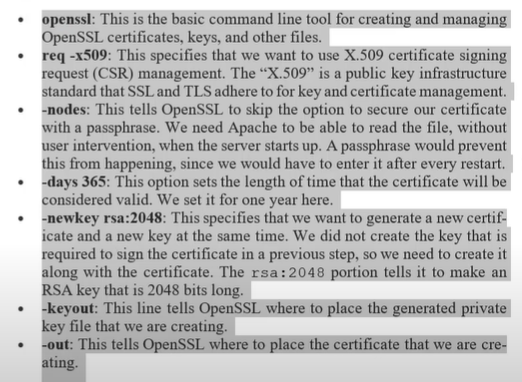 • openssl: This is the basic command line tool for creating and managing
OpenSSL certificates, keys, and other files.
• req -x509: This specifies that we want to use X.509 certificate signing
request (CSR) management. The “X.509” is a public key infrastructure
standard that SSL and TLS adhere to for key and certificate management.
• -nodes: This tells OpenSSL to skip the option to secure our certificate
with a passphrase. We need Apache to be able to read the file, without
user intervention, when the server starts up. A passphrase would prevent
this from happening, since we would have to enter it after every restart.
• -days 365: This option sets the length of time that the certificate will be
considered valid. We set it for one year here.
• -newkey rsa:2048: This specifies that we want to generate a new certif-
icate and a new key at the same time. We did not create the key that is
required to sign the certificate in a previous step, so we need to create it
along with the certificate. The rsa:2048 portion tells it to make an
RSA key that is 2048 bits long.
• -keyout: This line tells OpenSSL where to place the generated private
key file that we are creating.
• -out: This tells OpenSSL where to place the certificate that we are cre-
ating.